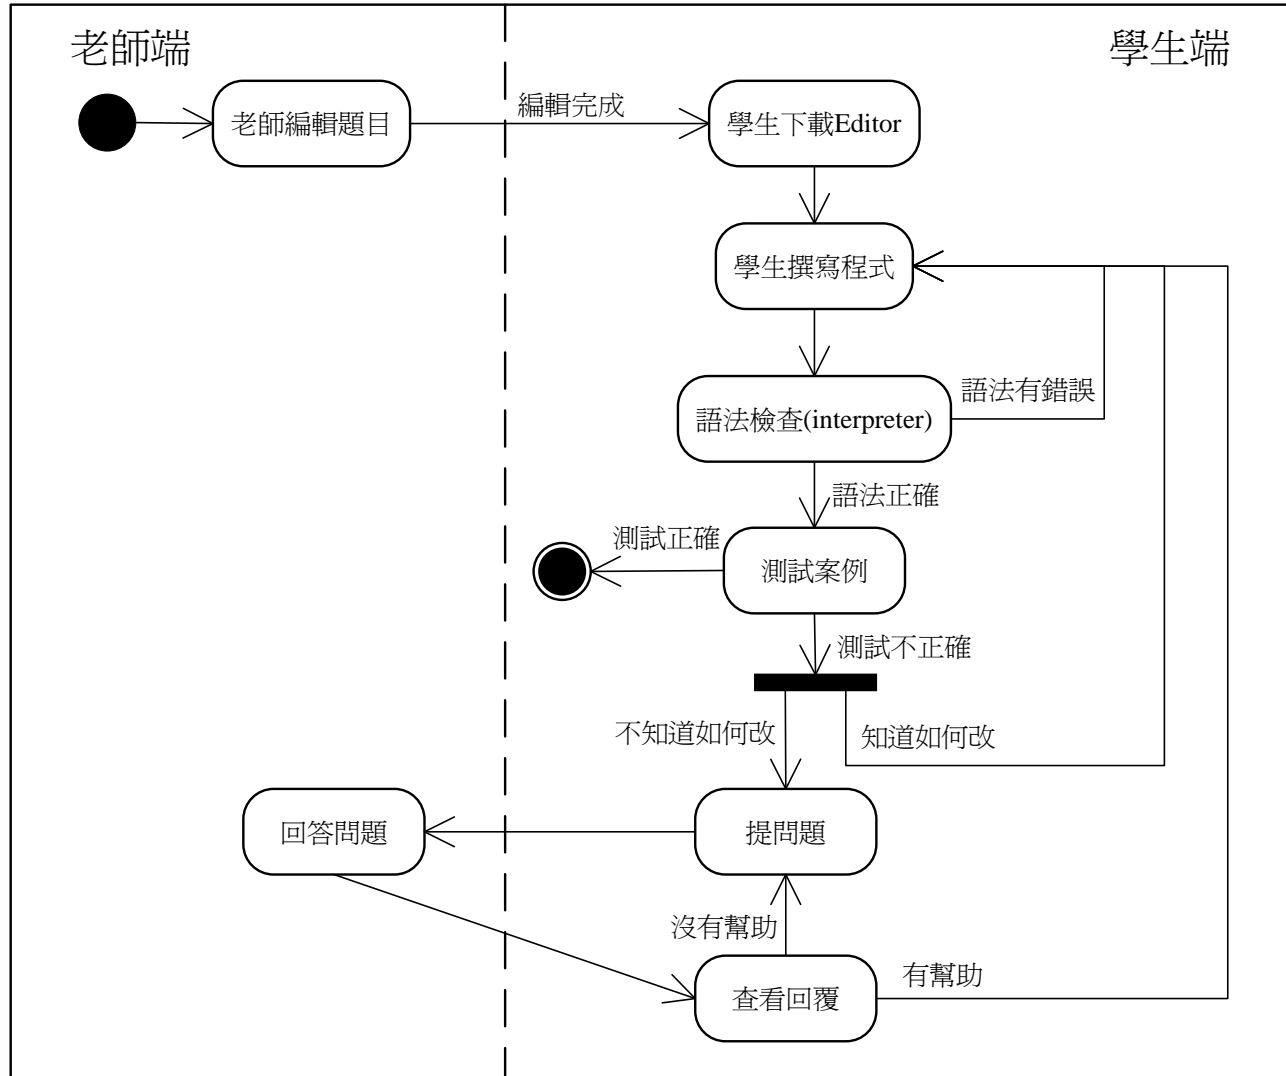 老師端
學生端
老師編輯題目
編輯完成
學生下載Editor
學生撰寫程式
語法檢查(interpreter)
語法有錯誤
語法正確
測試正確
測試案例
測試不正確
不知道如何改
知道如何改
回答問題
提問題
沒有幫助
查看回覆
有幫助